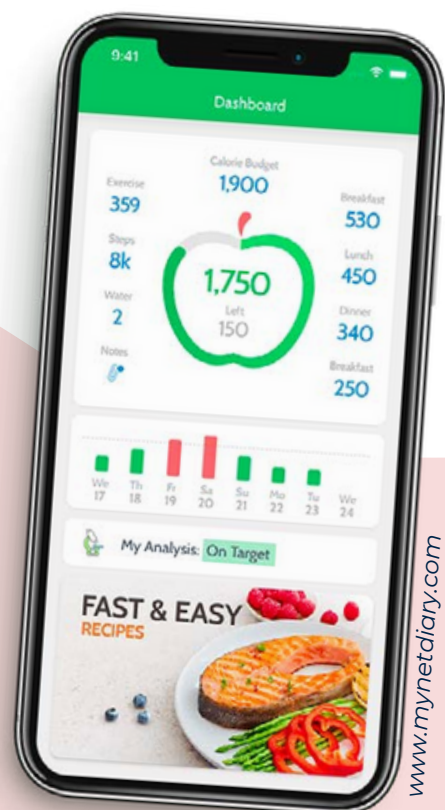 9:41
Dashboard
Calorie Budget
1,900
Exercise
359
Steps
8k
Water
2
Notes
1,750
Left
150
Breakfast
530
Lunch
450
Dinner
340
Breakfast
250
We Th Fr Sa Su Mo Tu We
17 18 19 20 21 22 23 24
My Analysis: On Target
FAST & EASY
RECIPES
www.mynetdiary.com